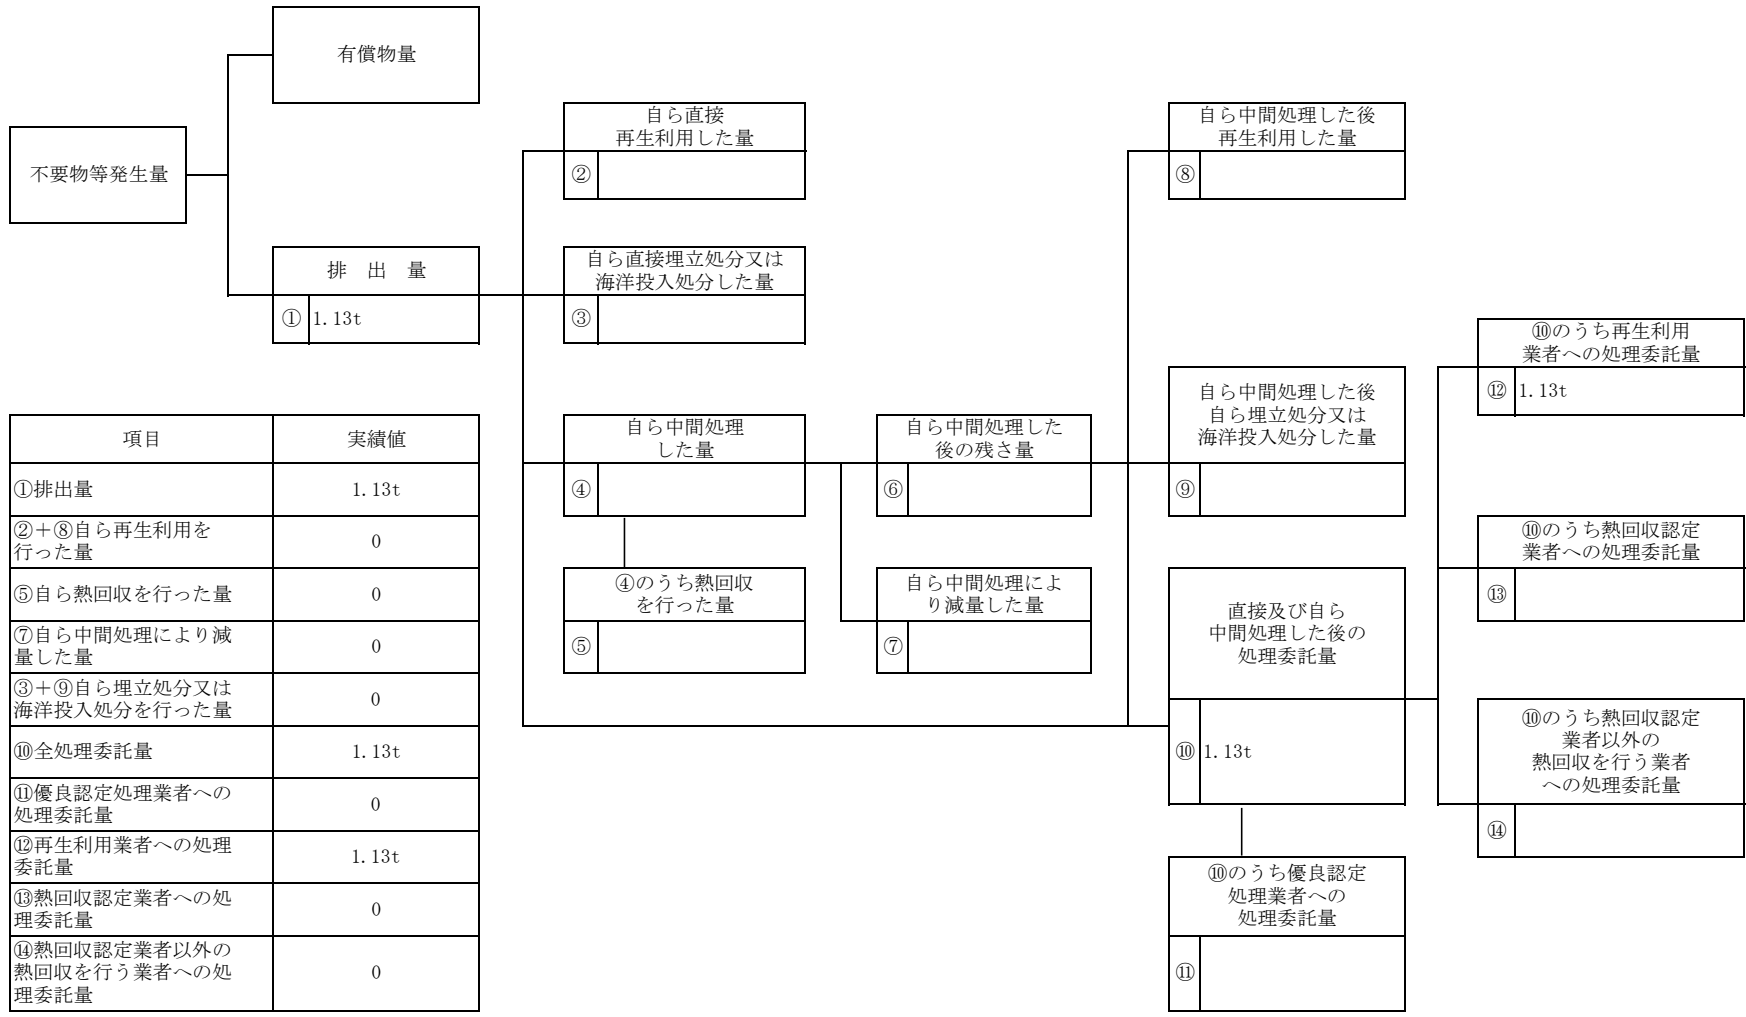 有償物量
不要物等発生量
排　出　量
① 1.13t
自ら直接
再生利用した量
②
自ら直接埋立処分又は
海洋投入処分した量
③
自ら中間処理
した量
④
④のうち熱回収
を行った量
⑤
自ら中間処理した
後の残さ量
⑥
自ら中間処理によ
り減量した量
⑦
自ら中間処理した後
再生利用した量
⑧
自ら中間処理した後
自ら埋立処分又は
海洋投入処分した量
⑨
直接及び自ら
中間処理した後の
処理委託量
⑩ 1.13t
⑩のうち優良認定
処理業者への
処理委託量
⑪
⑩のうち再生利用
業者への処理委託量
⑫ 1.13t
⑩のうち熱回収認定
業者への処理委託量
⑬
⑩のうち熱回収認定
業者以外の
熱回収を行う業者
への処理委託量
⑭
項目 実績値
①排出量 1.13t
②＋⑧自ら再生利用を
行った量 0
⑤自ら熱回収を行った量 0
⑦自ら中間処理により減
量した量 0
③＋⑨自ら埋立処分又は
海洋投入処分を行った量 0
⑩全処理委託量 1.13t
⑪優良認定処理業者への
処理委託量 0
⑫再生利用業者への処理
委託量 1.13t
⑬熱回収認定業者への処
理委託量 0
⑭熱回収認定業者以外の
熱回収を行う業者への処
理委託量 0